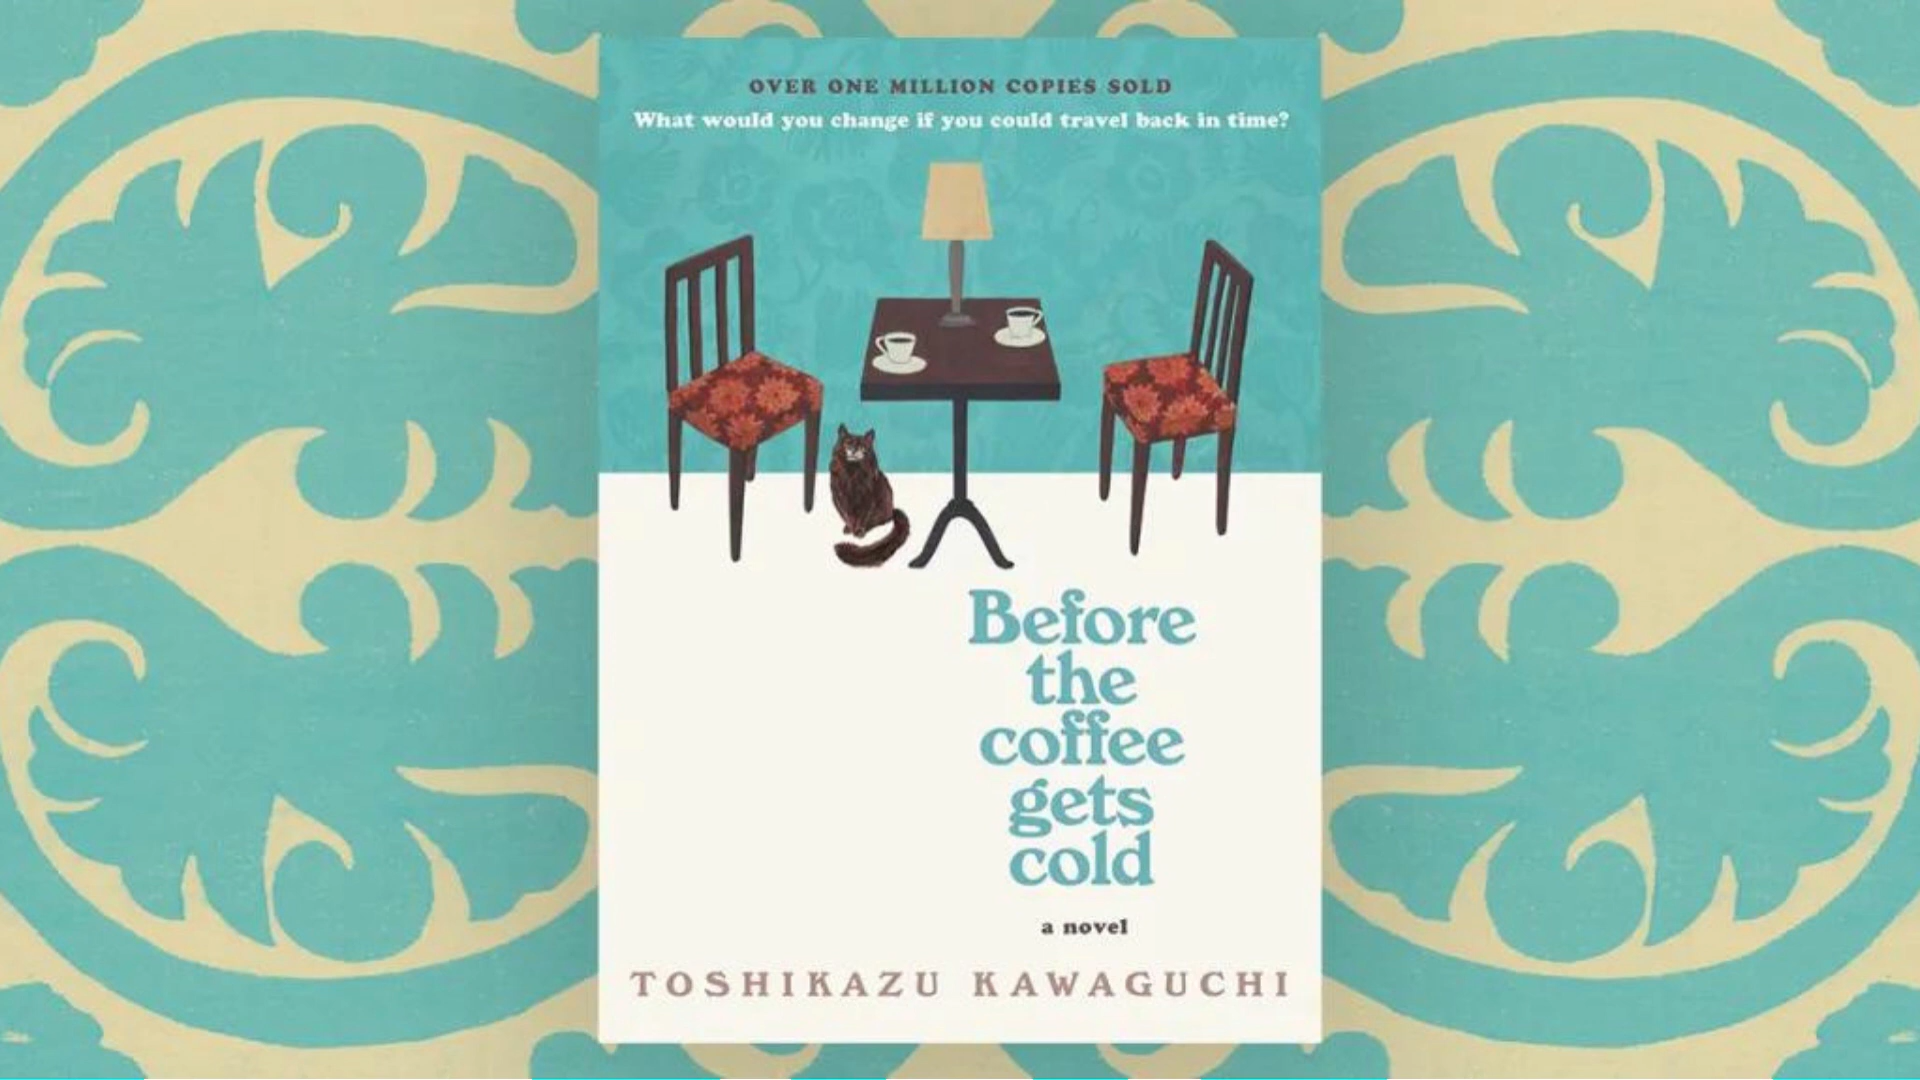 OVER ONE MILLION COPIES SOLD
What would you change if you could travel back in time?
Before
the
coffee
gets
cold
a novel
TOSHIKAZU KAWAGUCHI